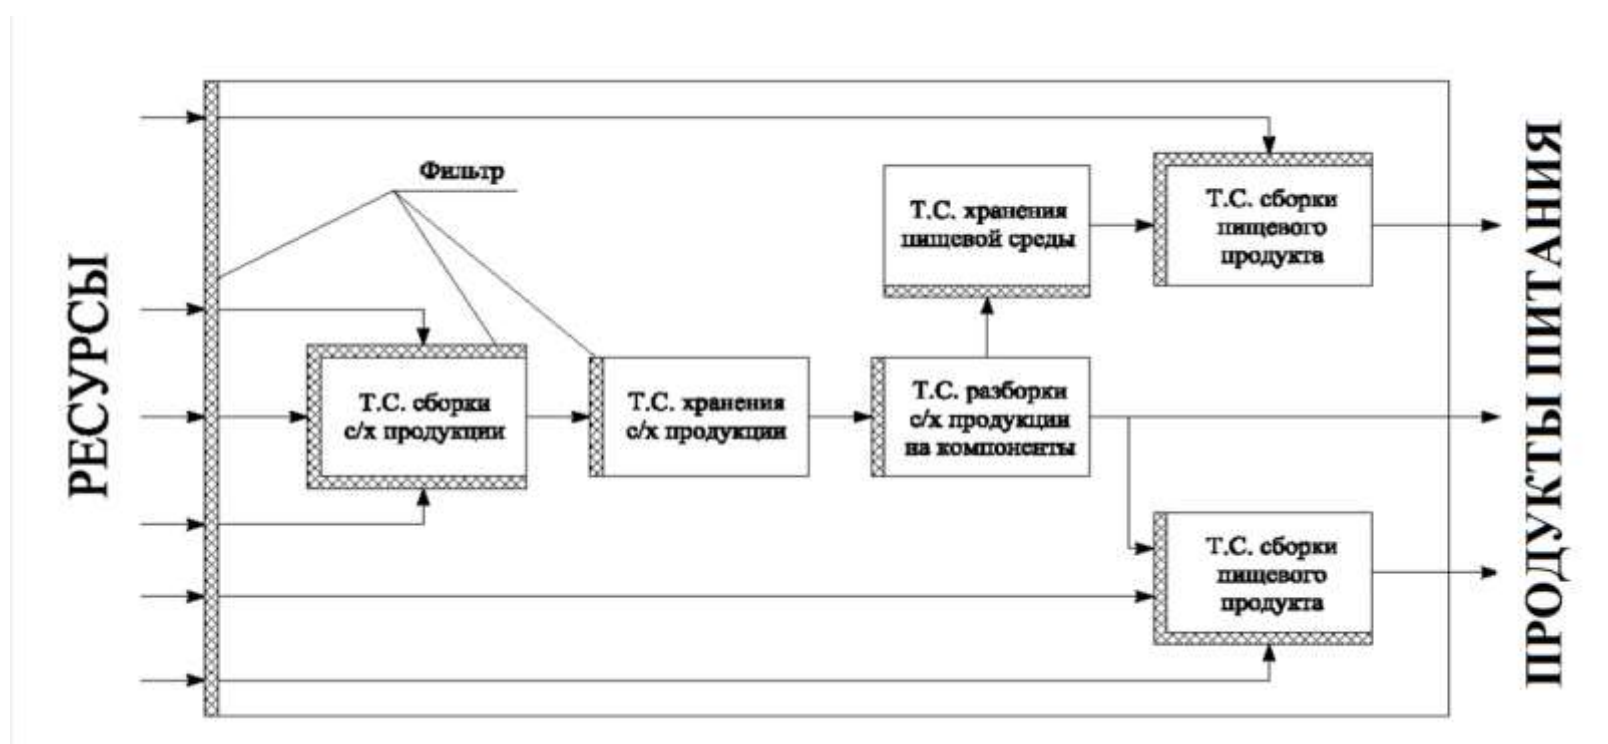 РЕСУРСЫ
Фильтр
Т.С. сборки
с/х продукции
Т.С. хранения
с/х продукции
Т.С. разборки
с/х продукции
на компоненты
Т.С. хранения
пищевой среды
Т.С. сборки
пищевого
продукта
Т.С. сборки
пищевого
продукта
ПРОДУКТЫ ПИТАНИЯ